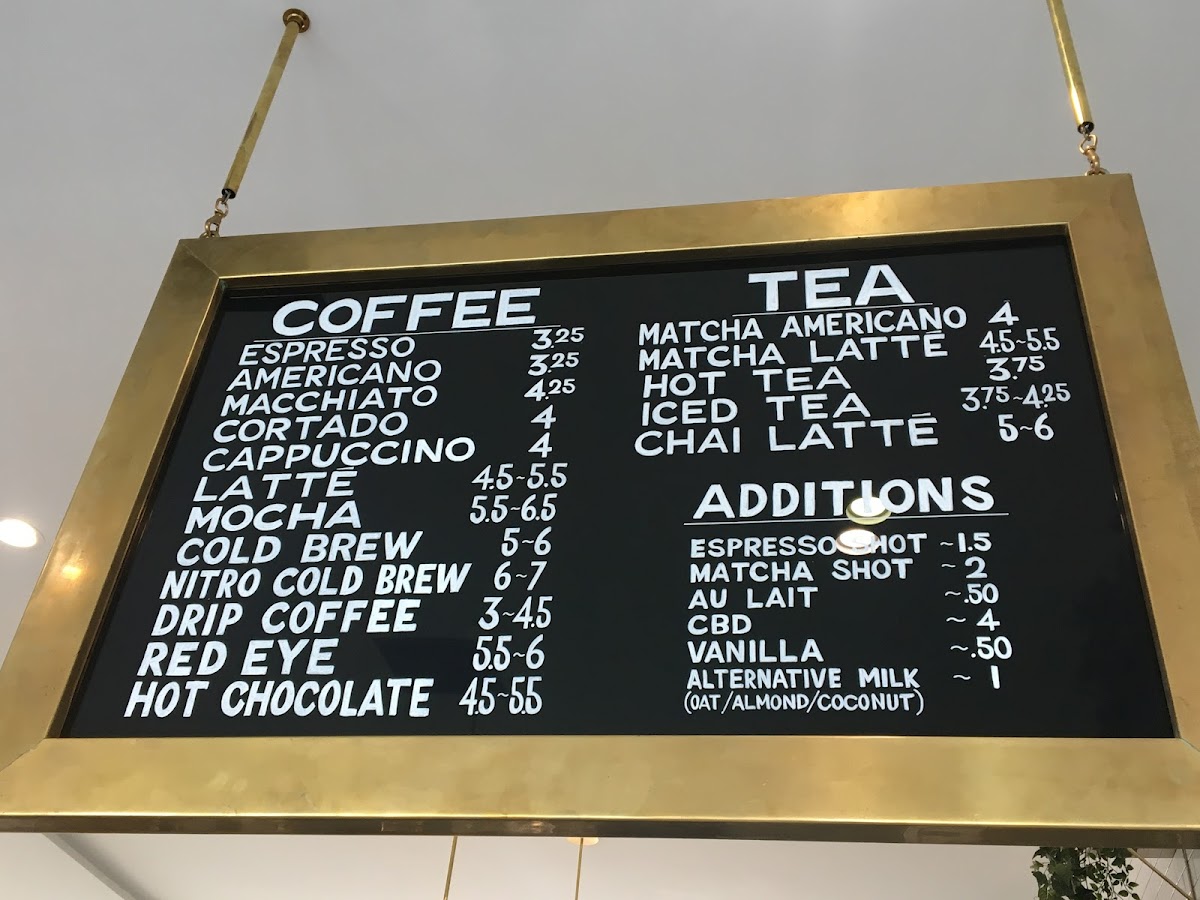 COFFEE
ESPRESSO 3.25
AMERICANO 3.25
MACCHIATO 4.25
CORTADO 4
CAPPUCCINO 4
LATTÉ 4.5~5.5
MOCHA 5.5~6.5
COLD BREW 5~6
NITRO COLD BREW 6~7
DRIP COFFEE 3~4.5
RED EYE 5.5~6
HOT CHOCOLATE 4.5~5.5
TEA
MATCHA AMERICANO 4
MATCHA LATTÉ 4.5~5.5
HOT TEA 3.75
ICED TEA 3.75~4.25
CHAI LATTÉ 5~6
ADDITIONS
ESPRESSO SHOT ~1.5
MATCHA SHOT ~2
AU LAIT ~.50
CBD ~4
VANILLA ~.50
ALTERNATIVE MILK ~1
(OAT/ALMOND/COCONUT)